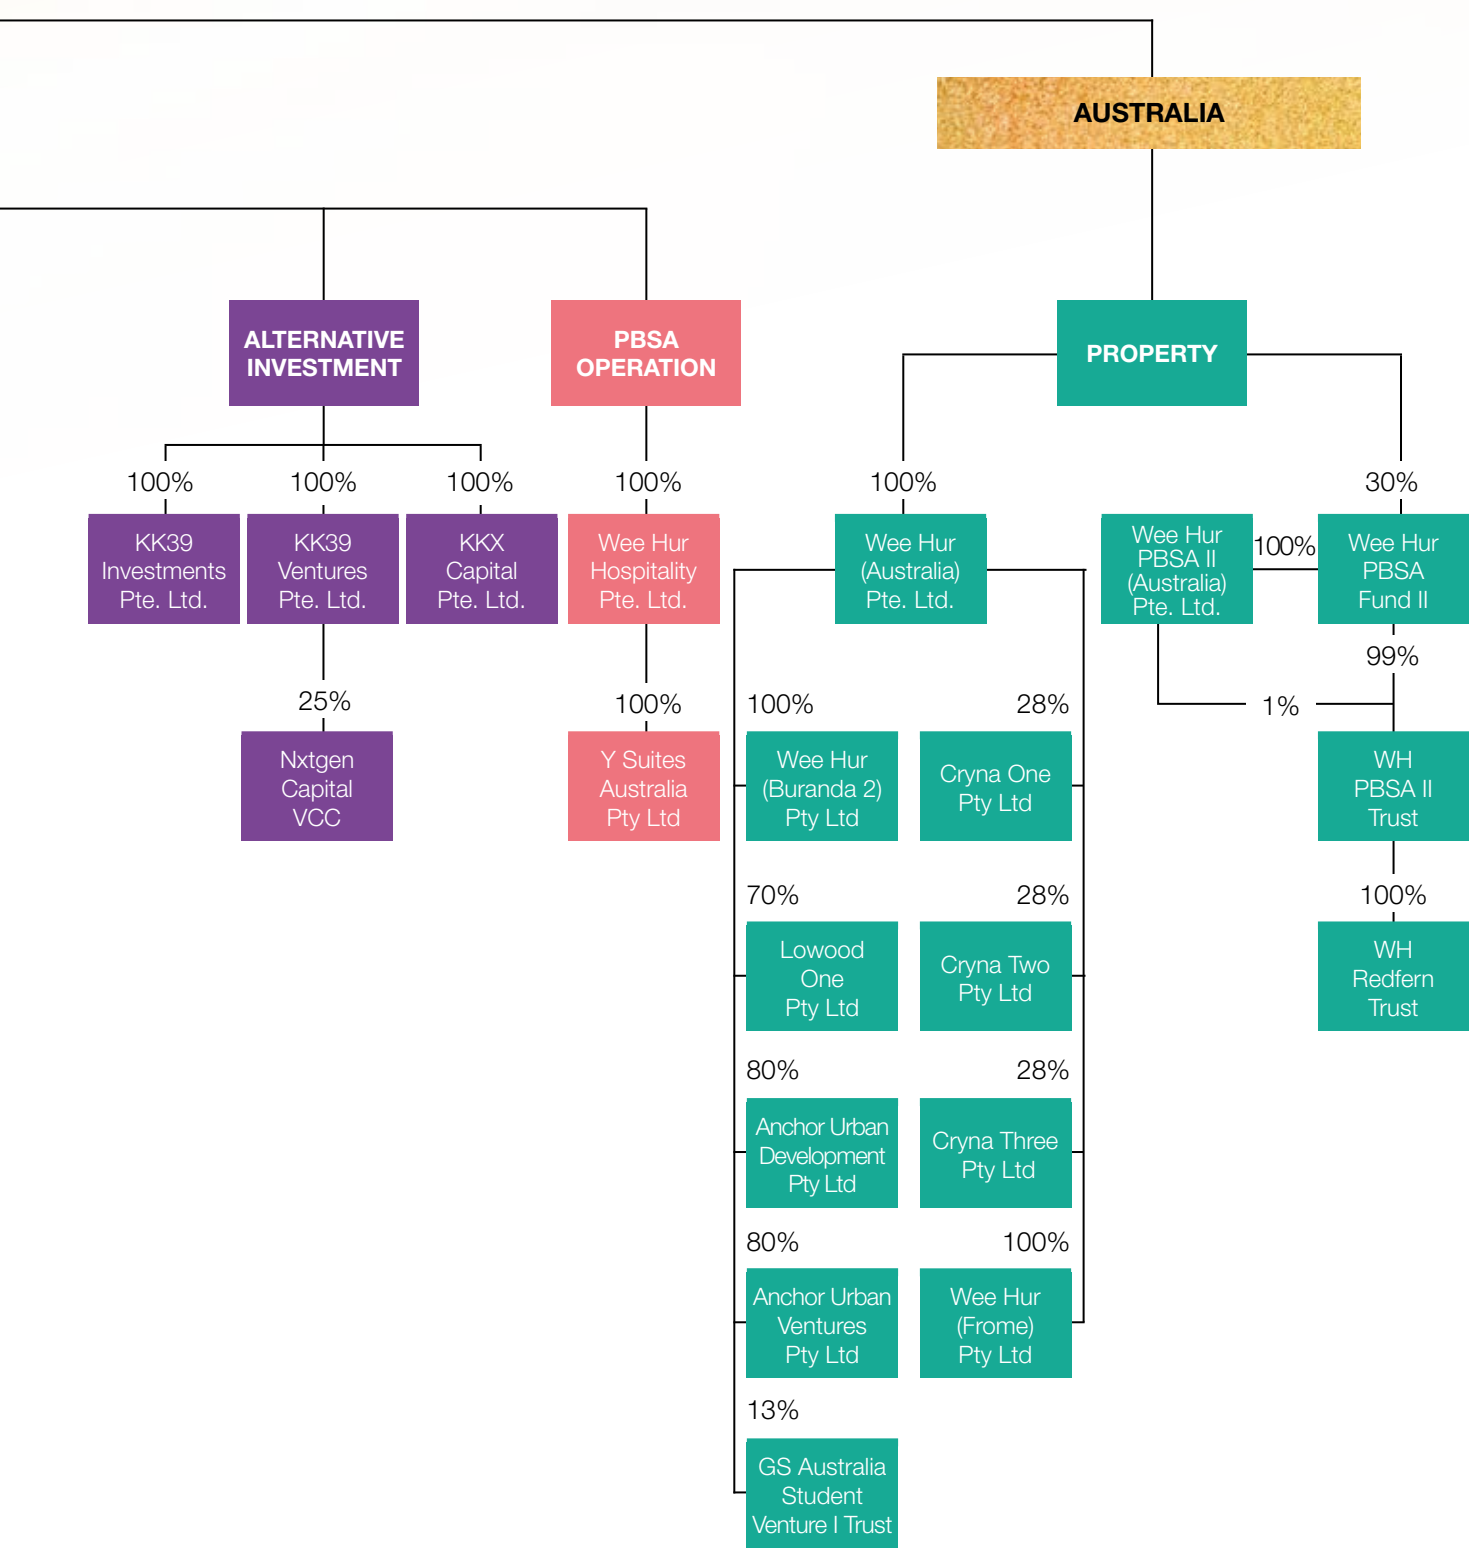 AUSTRALIA
ALTERNATIVE
INVESTMENT
PBSA
OPERATION
PROPERTY
100%
100%
100%
100%
100%
30%
KK39
Investments
Pte. Ltd.
KK39
Ventures
Pte. Ltd.
KKX
Capital
Pte. Ltd.
Wee Hur
Hospitality
Pte. Ltd.
Wee Hur
(Australia)
Pte. Ltd.
Wee Hur
PBSA II
(Australia)
Pte. Ltd.
100%
Wee Hur
PBSA
Fund II
99%
1%
25%
100%
100%
28%
Nxtgen
Capital
VCC
Y Suites
Australia
Pty Ltd
Wee Hur
(Buranda 2)
Pty Ltd
Cryna One
Pty Ltd
WH
PBSA II
Trust
70%
28%
100%
Lowood
One
Pty Ltd
Cryna Two
Pty Ltd
WH
Redfern
Trust
80%
28%
Anchor Urban
Development
Pty Ltd
Cryna Three
Pty Ltd
80%
100%
Anchor Urban
Ventures
Pty Ltd
Wee Hur
(Frome)
Pty Ltd
13%
GS Australia
Student
Venture I Trust